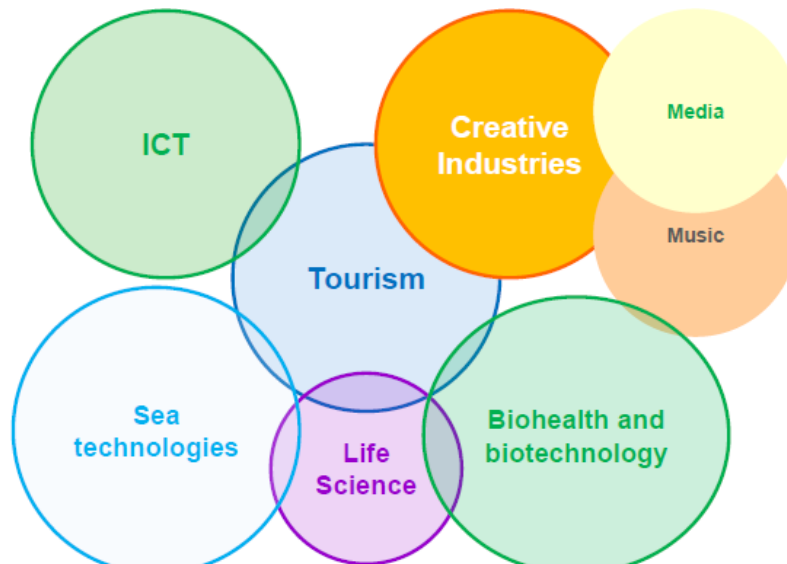 ICT
Creative
Industries
Media
Music
Tourism
Sea
technologies
Life
Science
Biohealth and
biotechnology